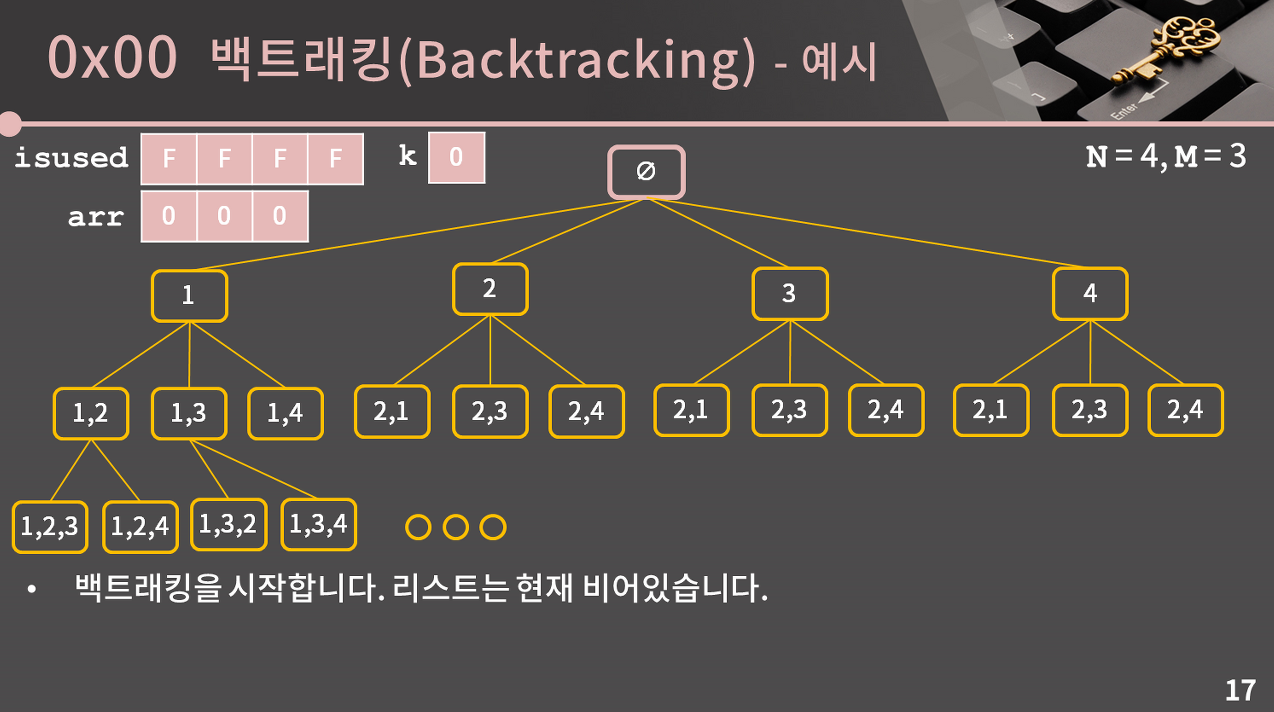 0x00 백트래킹(Backtracking) - 예시
isused F F F F k 0
N = 4, M = 3
arr 0 0 0
∅
1 2 3 4
1,2 1,3 1,4 2,1 2,3 2,4 2,1 2,3 2,4 2,1 2,3 2,4
1,2,3 1,2,4 1,3,2 1,3,4
• 백트래킹을 시작합니다. 리스트는 현재 비어있습니다.
17
Enter